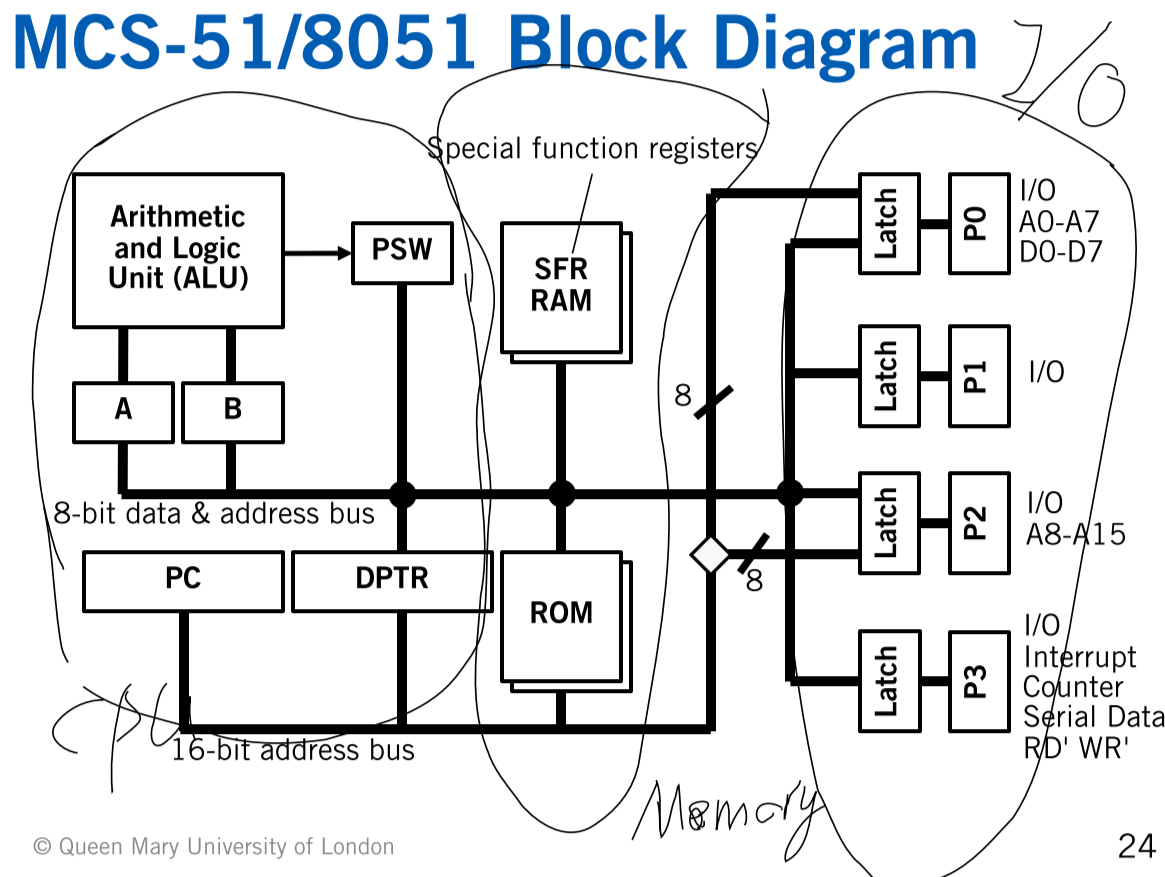 MCS-51/8051 Block Diagram
I/O
Special function registers
Arithmetic
and Logic
Unit (ALU)
PSW
SFR
RAM
A
B
8
8-bit data & address bus
PC
DPTR
ROM
8
16-bit address bus
Latch
P0
I/O
A0-A7
D0-D7
Latch
P1
I/O
Latch
P2
I/O
A8-A15
Latch
P3
I/O
Interrupt
Counter
Serial Data
RD' WR'
CPU
Memory
© Queen Mary University of London
24